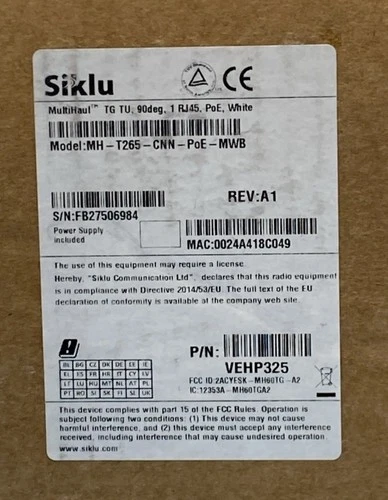 Siklu
CE
MultiHaul™ TG TU, 90deg, 1 RJ45, PoE, White
Model:MH-T265-CNN-PoE-MWB
REV:A1
S/N:FB27506984
Power Supply
included
MAC:0024A418C049
The use of this equipment may require a license.
Hereby, "Siklu Communication Ltd", declares that this radio equipment
is in compliance with Directive 2014/53/EU. The full text of the EU
declaration of conformity is available at the company web site.
P/N:
VEHP325
BE BG CZ DK DE EE IE
EL ES FR HR IT CY LV
LT LU HU MT NL AT PL
PT RO SI SK FI SE UK
FCC ID:2ACYESK-MH60TG-A2
IC:12353A-MH60TGA2
This device complies with part 15 of the FCC Rules. Operation is
subject following two conditions: (1) This device may not cause
harmful interference, and (2) this device must accept any interference
received, including interference that may cause undesired operation.
www.siklu.com